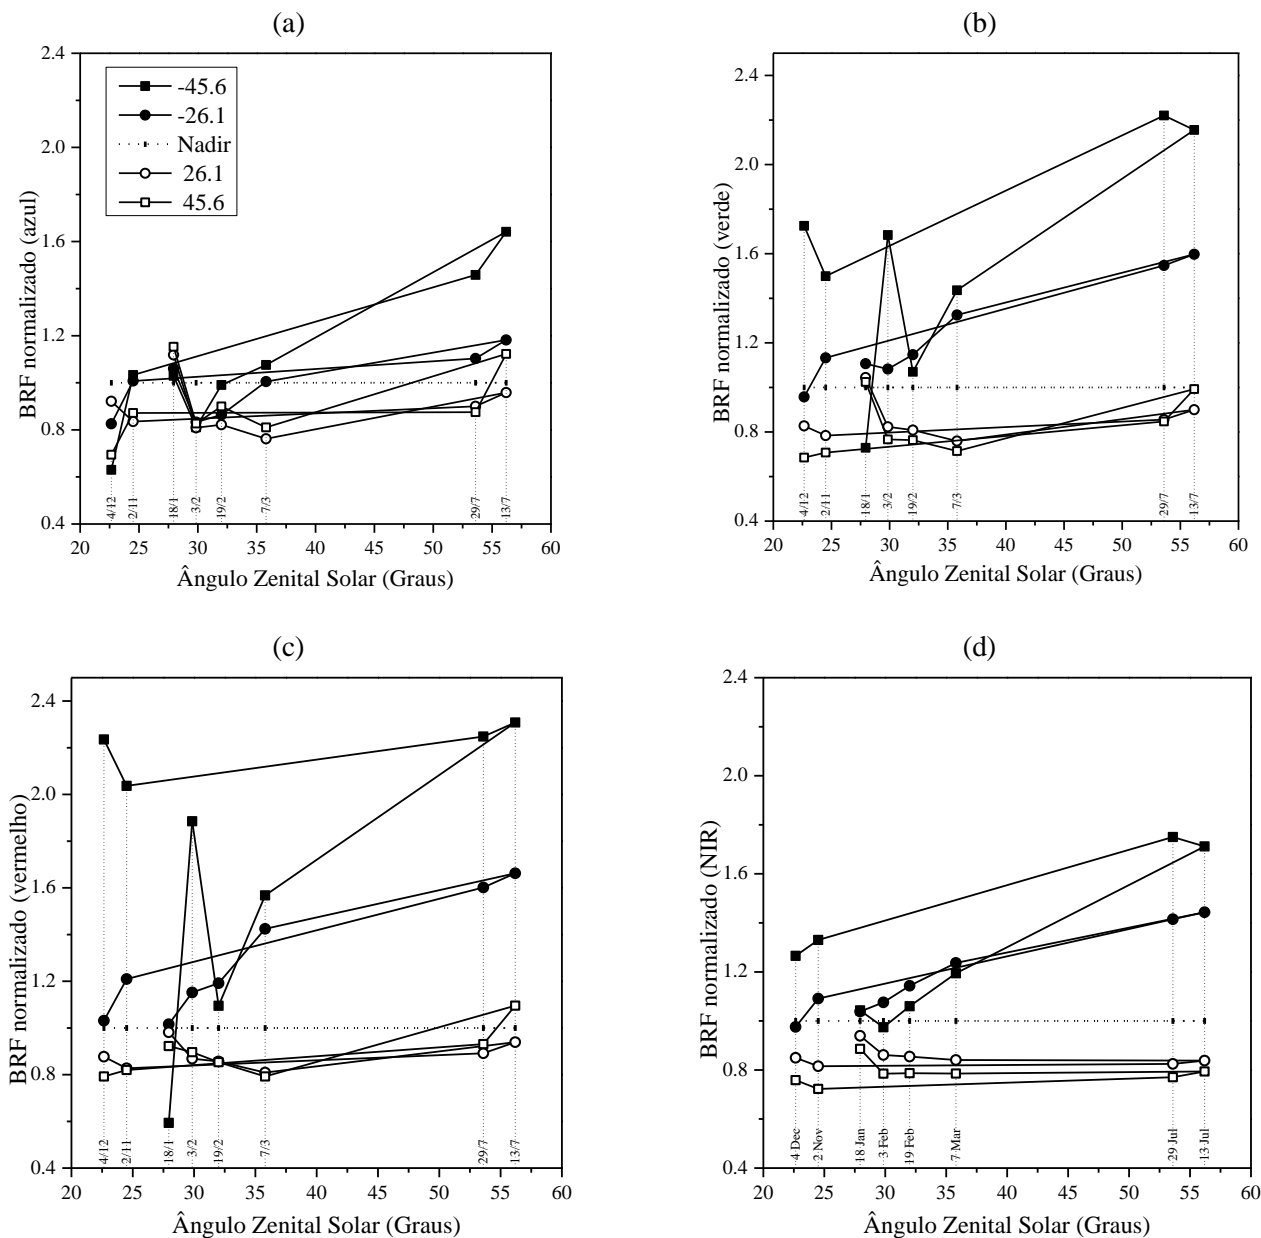 (a)
2.4
2.0
1.6
1.2
0.8
0.4
BRF normalizado (azul)
-45.6
-26.1
Nadir
26.1
45.6
4/12
2/11
18/1
3/2
19/2
7/3
29/7
13/7
20 25 30 35 40 45 50 55 60
Ângulo Zenital Solar (Graus)
(b)
2.4
2.0
1.6
1.2
0.8
0.4
BRF normalizado (verde)
4/12
2/11
18/1
3/2
19/2
7/3
29/7
13/7
20 25 30 35 40 45 50 55 60
Ângulo Zenital Solar (Graus)
(c)
2.4
2.0
1.6
1.2
0.8
0.4
BRF normalizado (vermelho)
4/12
2/11
18/1
3/2
19/2
7/3
29/7
13/7
20 25 30 35 40 45 50 55 60
Ângulo Zenital Solar (Graus)
(d)
2.4
2.0
1.6
1.2
0.8
0.4
BRF normalizado (NIR)
4 Dec
2 Nov
18 Jan
3 Feb
19 Feb
7 Mar
29 Jul
13 Jul
20 25 30 35 40 45 50 55 60
Ângulo Zenital Solar (Graus)